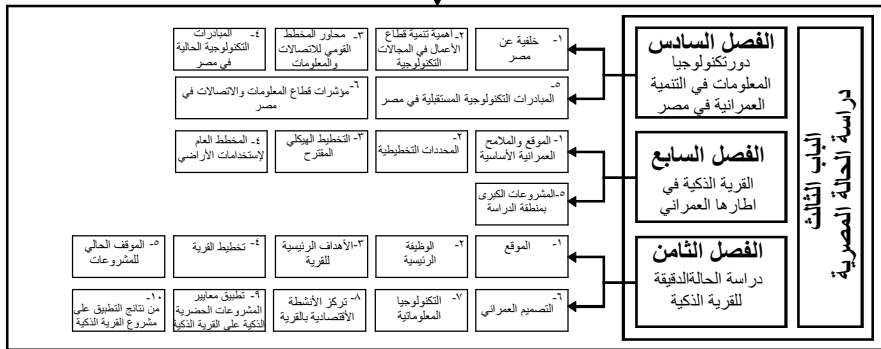 الباب الثالث
دراسة الحالة المصرية
الفصل السادس
دورتكنولوجيا
المعلومات في التنمية
العمرانية في مصر
١- خلفية عن
مصر
٢- اهمية تنمية قطاع
الأعمال في المجالات
التكنولوجية
٣- محاور المخطط
القومي للاتصالات
والمعلومات
٤- المبادرات
التكنولوجية الحالية
في مصر
٥-
المبادرات التكنولوجية المستقبلية في مصر
٦- مؤشرات قطاع المعلومات والاتصالات في
مصر
الفصل السابع
القرية الذكية في
اطارها العمراني
١- الموقع والملامح
العمرانية الأساسية
٢-
المحددات التخطيطية
٣- التخطيط الهيكلي
المقترح
٤- المخطط العام
لإستخدامات الأراضي
٥-المشروعات الكبرى
بمنطقة الدراسة
الفصل الثامن
دراسة الحالةالدقيقة
للقرية الذكية
١-
الموقع
٢- الوظيفة
الرئيسية
٣-الأهداف الرئيسية
للقرية
٤- تخطيط القرية
٥- الموقف الحالي
للمشروعات
٦-
التصميم العمراني
٧- التكنولوجيا
المعلوماتية
٨- تركز الأنشطة
الأقتصادية بالقرية
٩- تطبيق معايير
المشروعات الحضرية
الذكية على القرية الذكية
١٠-
من نتائج التطبيق على
مشروع القرية الذكية